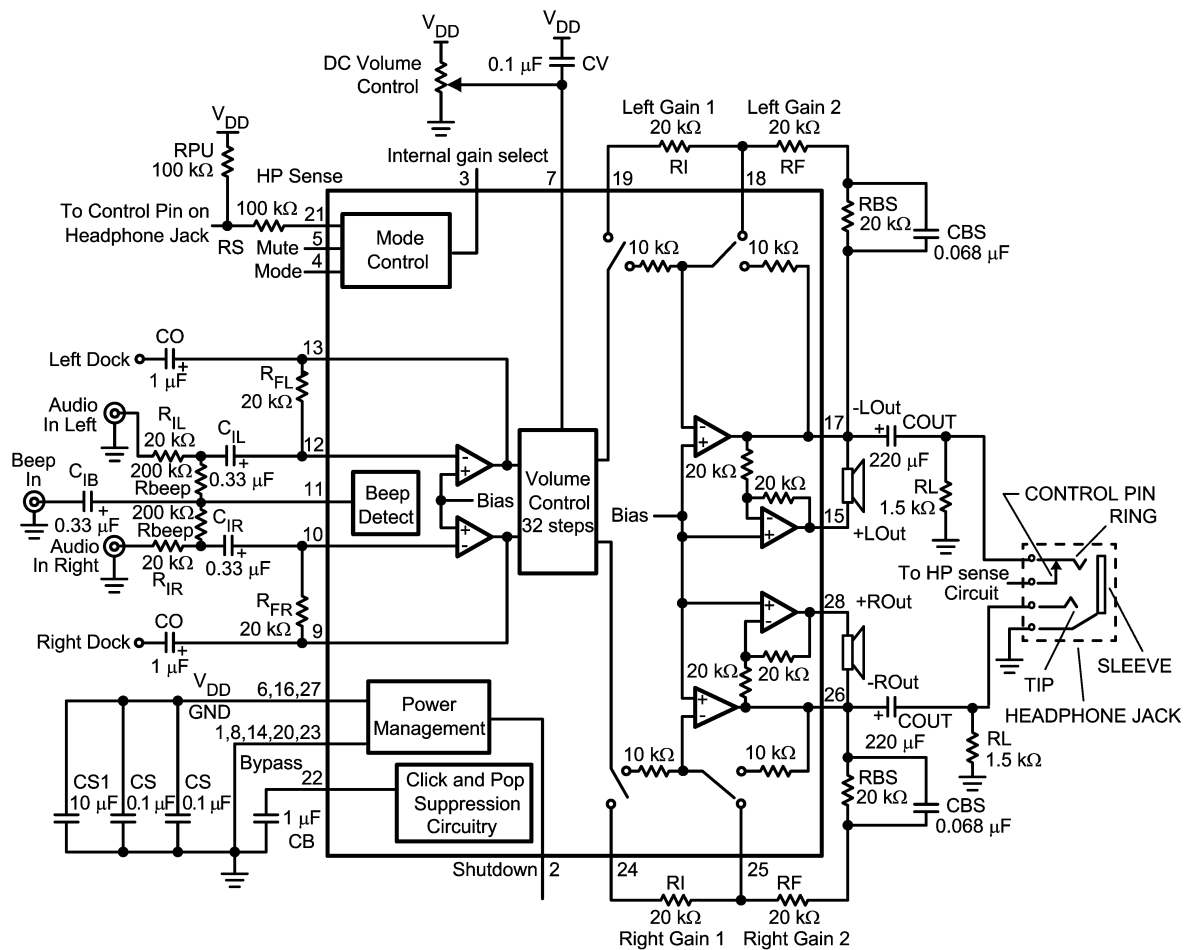 V_DD
V_DD
DC Volume
Control
0.1 μF
CV
V_DD
RPU
100 kΩ
Internal gain select
HP Sense
3
7
Left Gain 1
20 kΩ
RI
Left Gain 2
20 kΩ
RF
19
18
To Control Pin on
Headphone Jack
100 kΩ
21
RS
Mute
5
Mode
4
Mode
Control
10 kΩ
10 kΩ
RBS
20 kΩ
CBS
0.068 μF
Left Dock
CO
+
1 μF
13
R_FL
20 kΩ
Audio
In Left
R_IL
20 kΩ
C_IL
+
0.33 μF
12
200 kΩ
Rbeep
Beep
In
C_IB
+
0.33 μF
11
Beep
Detect
200 kΩ
Rbeep
C_IR
+
0.33 μF
10
Audio
In Right
20 kΩ
R_IR
R_FR
20 kΩ
Right Dock
CO
+
1 μF
9
-
+
Bias
+
-
Volume
Control
32 steps
Bias
-
+
20 kΩ
20 kΩ
-
+
17
-LOut
+
COUT
220 μF
RL
1.5 kΩ
15
+LOut
CONTROL PIN
RING
To HP sense
Circuit
+
-
28
+ROut
20 kΩ
20 kΩ
+
-
26
-ROut
+
COUT
220 μF
RL
1.5 kΩ
TIP
SLEEVE
HEADPHONE JACK
V_DD
6,16,27
GND
1,8,14,20,23
Power
Management
Bypass
22
Click and Pop
Suppression
Circuitry
CS1
10 μF
CS
0.1 μF
CS
0.1 μF
1 μF
CB
10 kΩ
10 kΩ
RBS
20 kΩ
CBS
0.068 μF
Shutdown
2
24
25
RI
20 kΩ
Right Gain 1
RF
20 kΩ
Right Gain 2